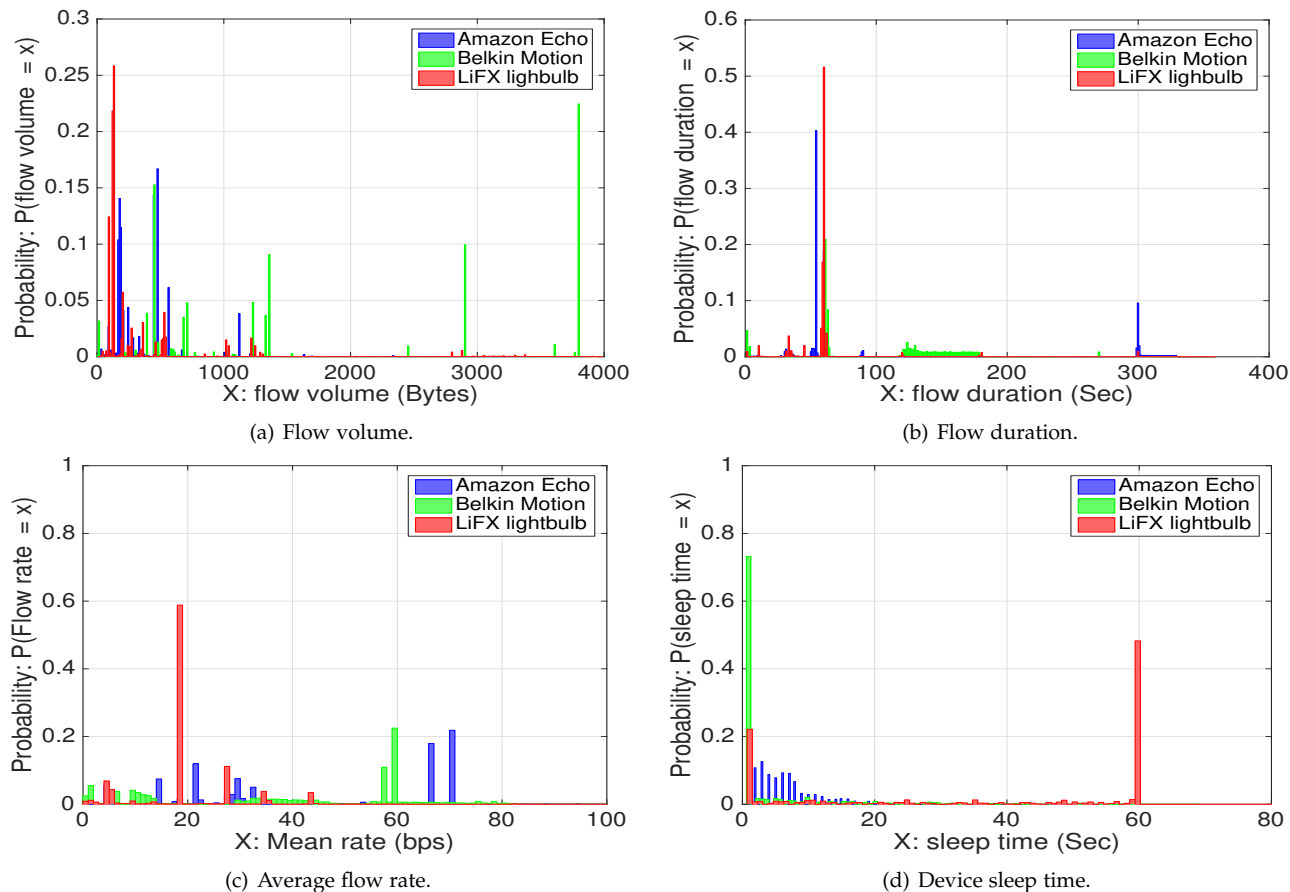 0.3
0.25
0.2
0.15
0.1
0.05
0
Probability: P(flow volume = x)
Amazon Echo
Belkin Motion
LiFX lighbulb
0 1000 2000 3000 4000
X: flow volume (Bytes)
(a) Flow volume.
0.6
0.5
0.4
0.3
0.2
0.1
0
Probability: P(flow duration = x)
Amazon Echo
Belkin Motion
LiFX lighbulb
0 100 200 300 400
X: flow duration (Sec)
(b) Flow duration.
1
0.8
0.6
0.4
0.2
0
Probability: P(Flow rate = x)
Amazon Echo
Belkin Motion
LiFX lightbulb
0 20 40 60 80 100
X: Mean rate (bps)
(c) Average flow rate.
1
0.8
0.6
0.4
0.2
0
Probability: P(sleep time = x)
Amazon Echo
Belkin Motion
LiFX lightbulb
0 20 40 60 80
X: sleep time (Sec)
(d) Device sleep time.